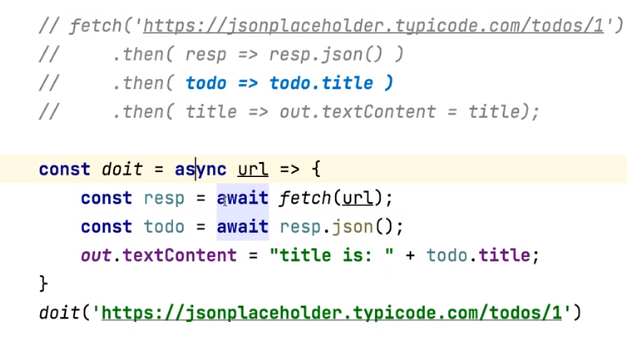 // fetch('https://jsonplaceholder.typicode.com/todos/1')
//     .then( resp => resp.json() )
//     .then( todo => todo.title )
//     .then( title => out.textContent = title);
const doit = async url => {
    const resp = await fetch(url);
    const todo = await resp.json();
    out.textContent = "title is: " + todo.title;
}
doit('https://jsonplaceholder.typicode.com/todos/1')